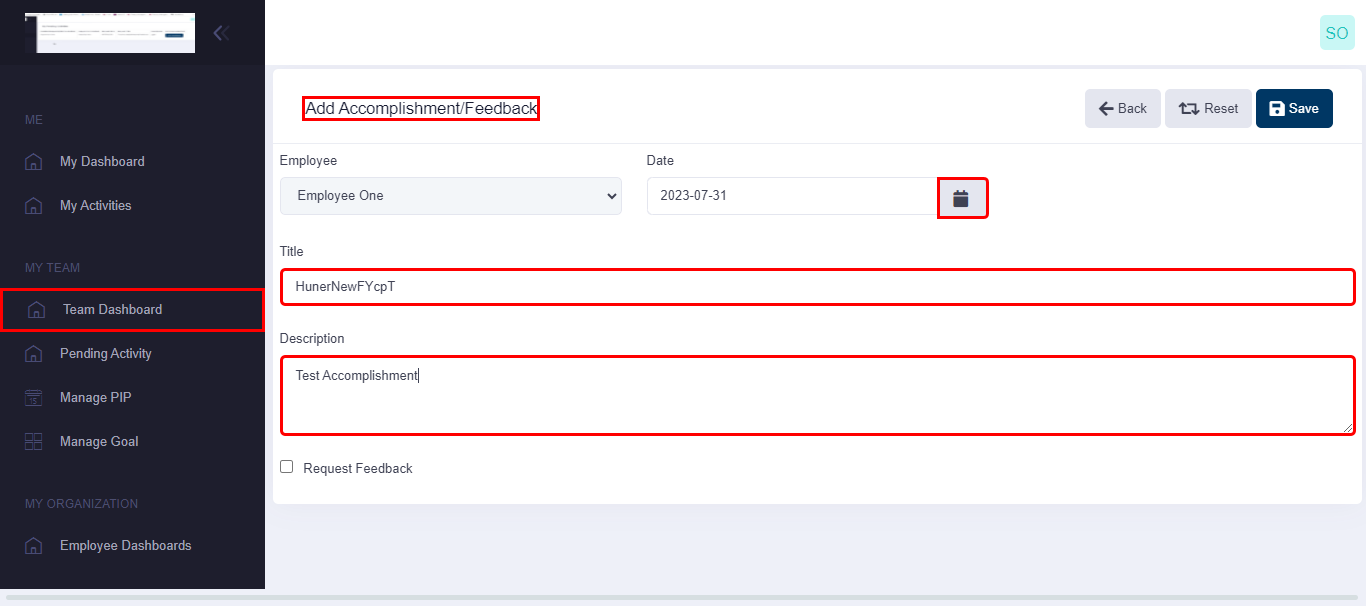 SO
ME
My Dashboard
My Activities
MY TEAM
Team Dashboard
Pending Activity
Manage PIP
Manage Goal
MY ORGANIZATION
Employee Dashboards
Add Accomplishment/Feedback
Back
Reset
Save
Employee
Date
Employee One
2023-07-31
Title
HunerNewFYcpT
Description
Test Accomplishment
Request Feedback